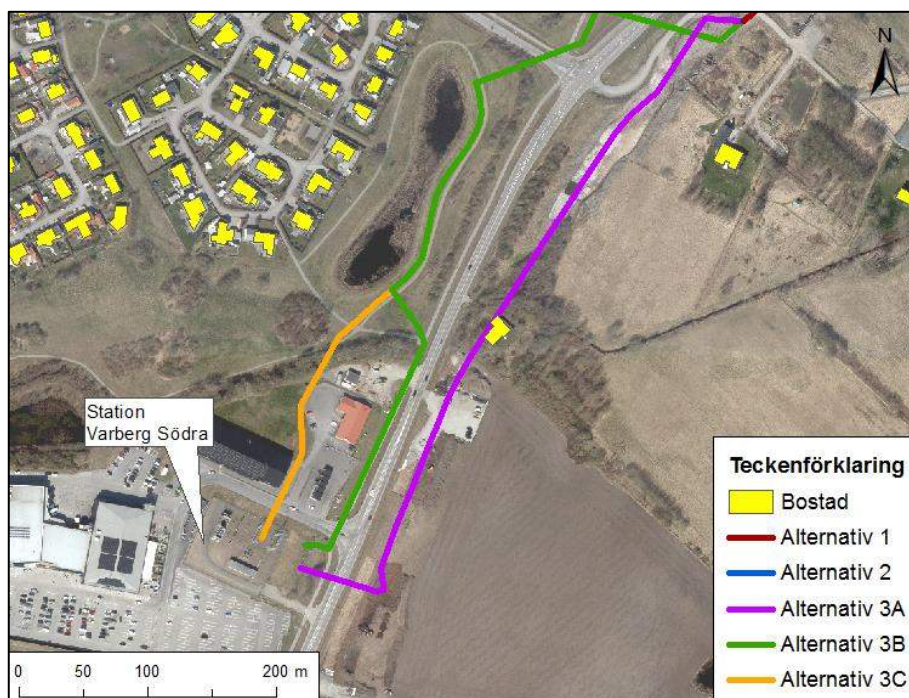 N
Station
Varberg Södra
Teckenförklaring
Bostad
Alternativ 1
Alternativ 2
Alternativ 3A
Alternativ 3B
Alternativ 3C
0 50 100 200 m